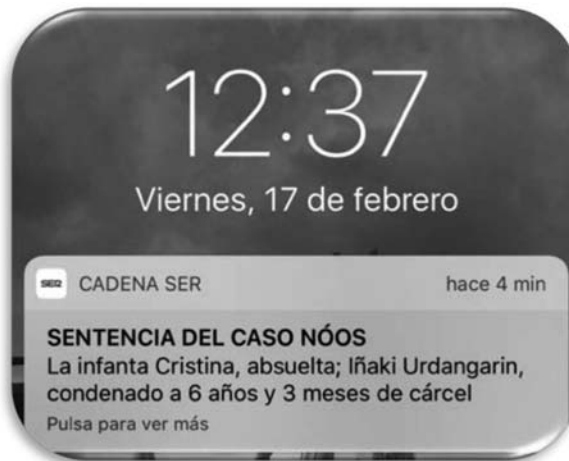 12:37
Viernes, 17 de febrero
SER CADENA SER hace 4 min
SENTENCIA DEL CASO NÓOS
La infanta Cristina, absuelta; Iñaki Urdangarin,
condenado a 6 años y 3 meses de cárcel
Pulsa para ver más